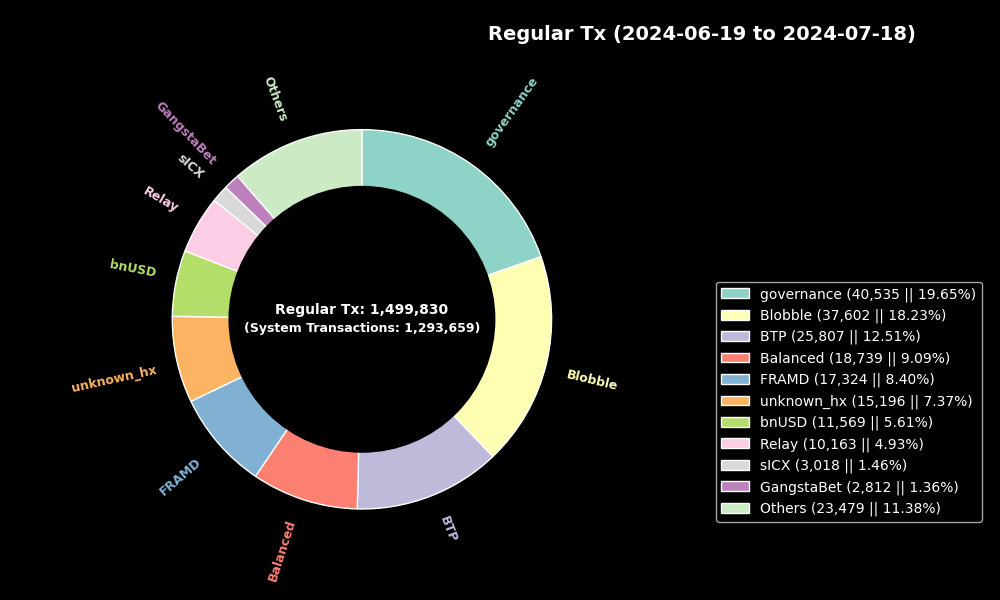 Regular Tx (2024-06-19 to 2024-07-18)
governance
Others
GangstaBet
sICX
Relay
bnUSD
unknown_hx
FRAMD
Balanced
BTP
Blobble
Regular Tx: 1,499,830
(System Transactions: 1,293,659)
governance (40,535 || 19.65%)
Blobble (37,602 || 18.23%)
BTP (25,807 || 12.51%)
Balanced (18,739 || 9.09%)
FRAMD (17,324 || 8.40%)
unknown_hx (15,196 || 7.37%)
bnUSD (11,569 || 5.61%)
Relay (10,163 || 4.93%)
sICX (3,018 || 1.46%)
GangstaBet (2,812 || 1.36%)
Others (23,479 || 11.38%)